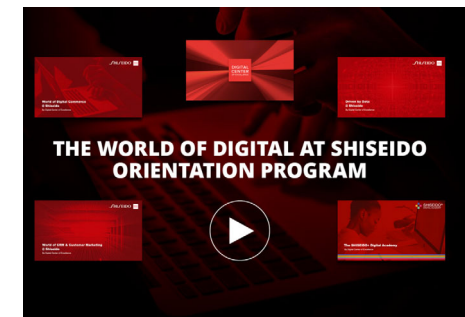 DIGITAL
CENTER
SHISEIDO
World of Digital Commerce
@ Shiseido
SHISEIDO
Driven by Data
@ Shiseido
THE WORLD OF DIGITAL AT SHISEIDO
ORIENTATION PROGRAM
SHISEIDO
World of CRM & Customer Marketing
@ Shiseido
SHISEIDO+
The SHISEIDO+ Digital Academy